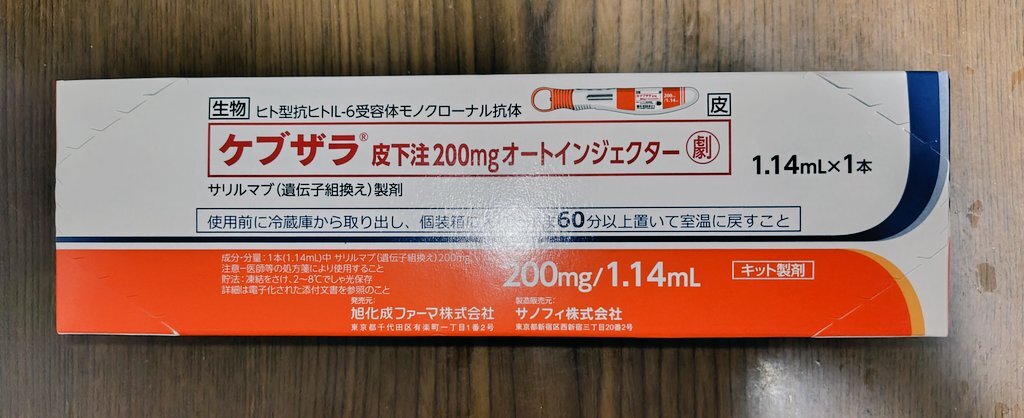 生物 ヒト型抗ヒトIL-6受容体モノクローナル抗体 皮
ケブザラ® 皮下注200mgオートインジェクター 劇
1.14mL×1本
サリルマブ(遺伝子組換え)製剤
使用前に冷蔵庫から取り出し、個装箱に 60分以上置いて室温に戻すこと
成分・分量:1本(1.14mL)中 サリルマブ(遺伝子組換え)200mg
注意-医師等の処方箋により使用すること
貯法:凍結をさけ、2~8℃でしゃ光保存
詳細は電子化された添付文書を参照のこと
200mg/1.14mL
キット製剤
発売元:
旭化成ファーマ株式会社
東京都千代田区有楽町一丁目1番2号
製造販売元:
サノフィ株式会社
東京都新宿区西新宿三丁目20番2号